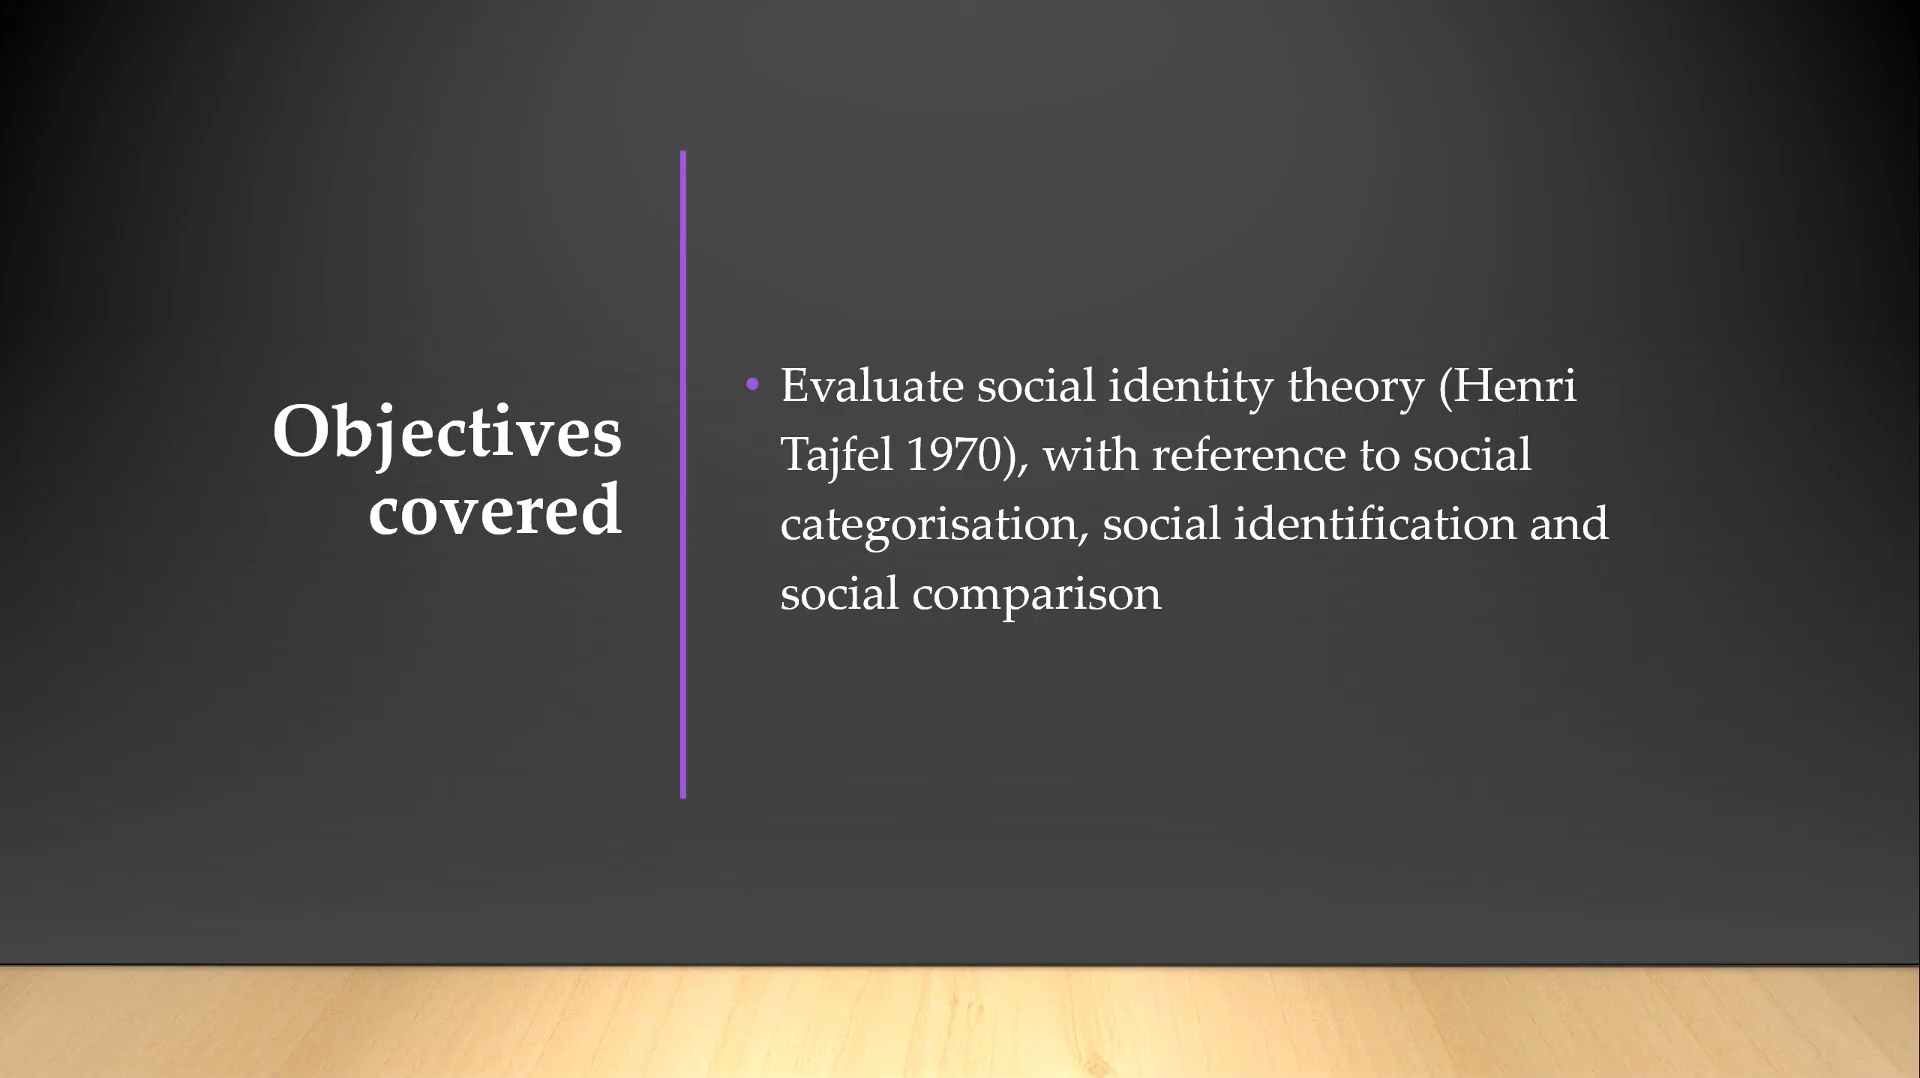 Objectives
covered
• Evaluate social identity theory (Henri
Tajfel 1970), with reference to social
categorisation, social identification and
social comparison